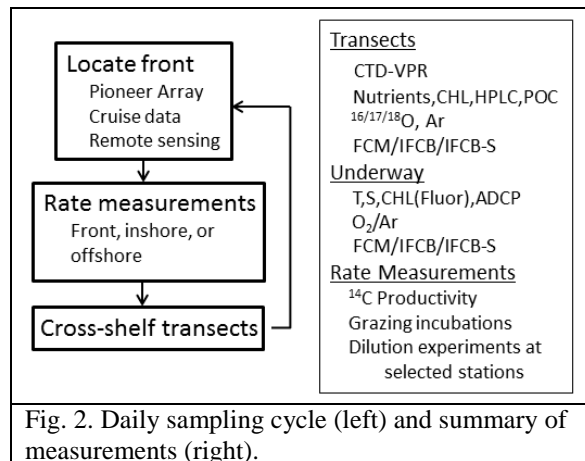 Locate front
Pioneer Array
Cruise data
Remote sensing
Rate measurements
Front, inshore, or
offshore
Cross-shelf transects
Transects
CTD-VPR
Nutrients,CHL,HPLC,POC
16/17/18O, Ar
FCM/IFCB/IFCB-S
Underway
T,S,CHL(Fluor),ADCP
O2/Ar
FCM/IFCB/IFCB-S
Rate Measurements
14C Productivity
Grazing incubations
Dilution experiments at
selected stations
Fig. 2. Daily sampling cycle (left) and summary of
measurements (right).